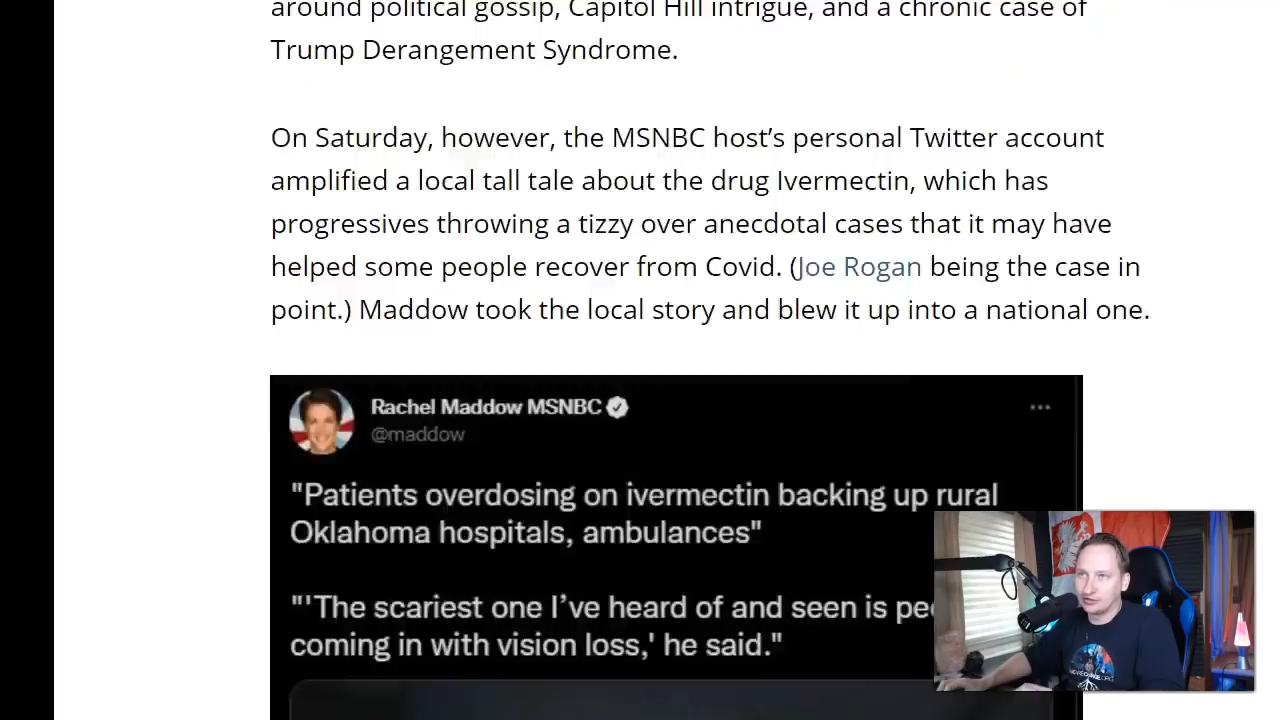 around political gossip, Capitol Hill intrigue, and a chronic case of
Trump Derangement Syndrome.
On Saturday, however, the MSNBC host’s personal Twitter account
amplified a local tall tale about the drug Ivermectin, which has
progressives throwing a tizzy over anecdotal cases that it may have
helped some people recover from Covid. (Joe Rogan being the case in
point.) Maddow took the local story and blew it up into a national one.
Rachel Maddow MSNBC
@maddow
"Patients overdosing on ivermectin backing up rural
Oklahoma hospitals, ambulances"
"'The scariest one I’ve heard of and seen is
coming in with vision loss,' he said."